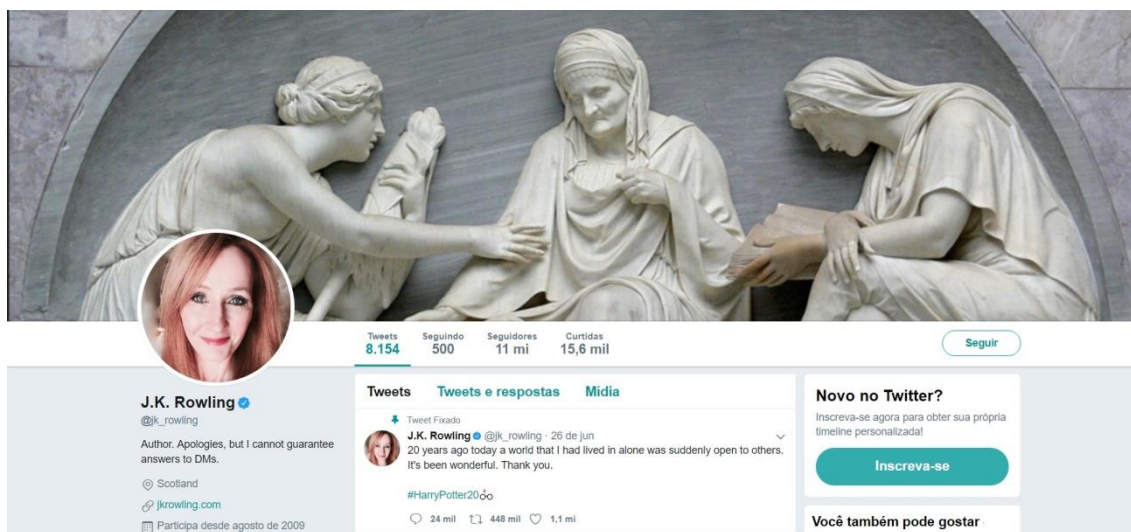 Tweets Seguindo Seguidores Curtidas
8.154 500 11 mi 15,6 mil
Seguir
J.K. Rowling
@jk_rowling
Author. Apologies, but I cannot guarantee
answers to DMs.
Scotland
jkrowling.com
Participa desde agosto de 2009
Tweets Tweets e respostas Mídia
Tweet Fixado
J.K. Rowling @jk_rowling · 26 de jun
20 years ago today a world that I had lived in alone was suddenly open to others.
It's been wonderful. Thank you.
#HarryPotter20
24 mil 448 mil 1,1 mi
Novo no Twitter?
Inscreva-se agora para obter sua própria
timeline personalizada!
Inscreva-se
Você também pode gostar